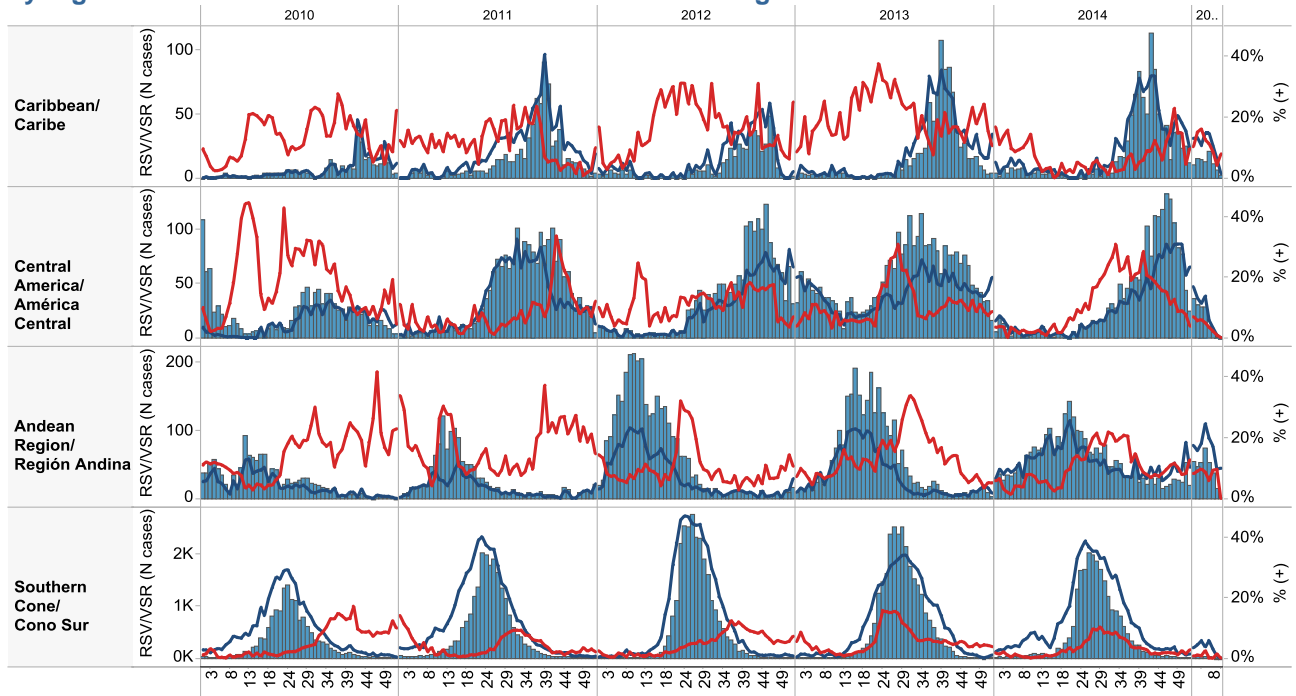 2010 2011 2012 2013 2014 20..
Caribbean/
Caribe
RSV/VSR (N cases)
100
50
0
40%
20%
0%
% (+)
Central
America/
América
Central
RSV/VSR (N cases)
100
50
0
40%
20%
0%
% (+)
Andean
Region/
Región Andina
RSV/VSR (N cases)
200
100
0
40%
20%
0%
% (+)
Southern
Cone/
Cono Sur
RSV/VSR (N cases)
2K
1K
0K
40%
20%
0%
% (+)
3 8 13 18 24 29 34 39 44 49 3 8 13 18 24 29 34 39 44 49 3 8 13 18 24 29 34 39 44 49 3 8 13 18 24 29 34 39 44 49 3 8 13 18 24 29 34 39 44 49 8